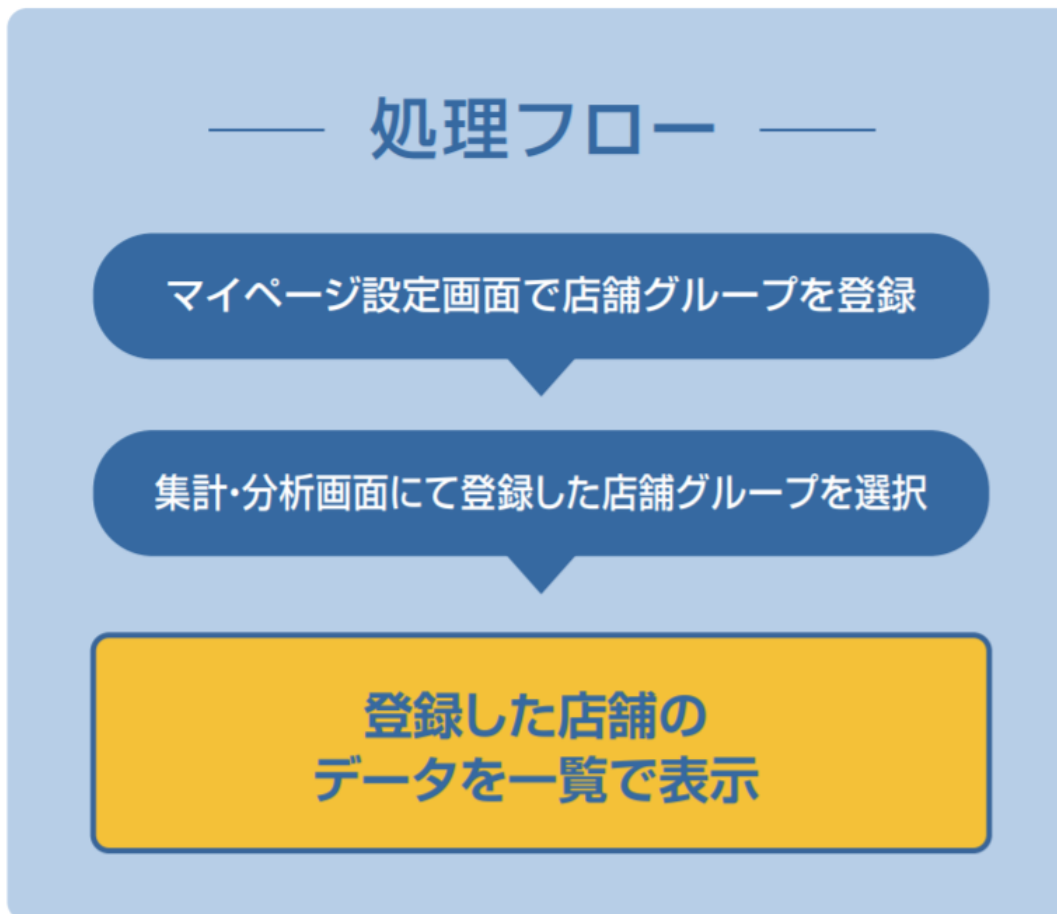 処理フロー
マイページ設定画面で店舗グループを登録
集計・分析画面にて登録した店舗グループを選択
登録した店舗の
データを一覧で表示